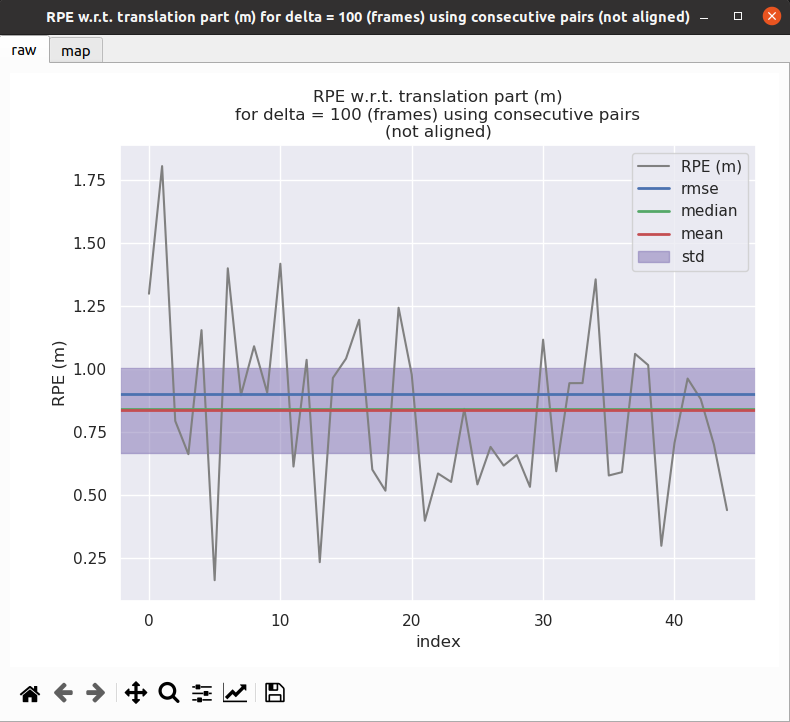 RPE w.r.t. translation part (m) for delta = 100 (frames) using consecutive pairs (not aligned)
raw
map
RPE w.r.t. translation part (m)
for delta = 100 (frames) using consecutive pairs
(not aligned)
RPE (m)
rmse
median
mean
std
1.75
1.50
1.25
1.00
0.75
0.50
0.25
RPE (m)
0
10
20
30
40
index